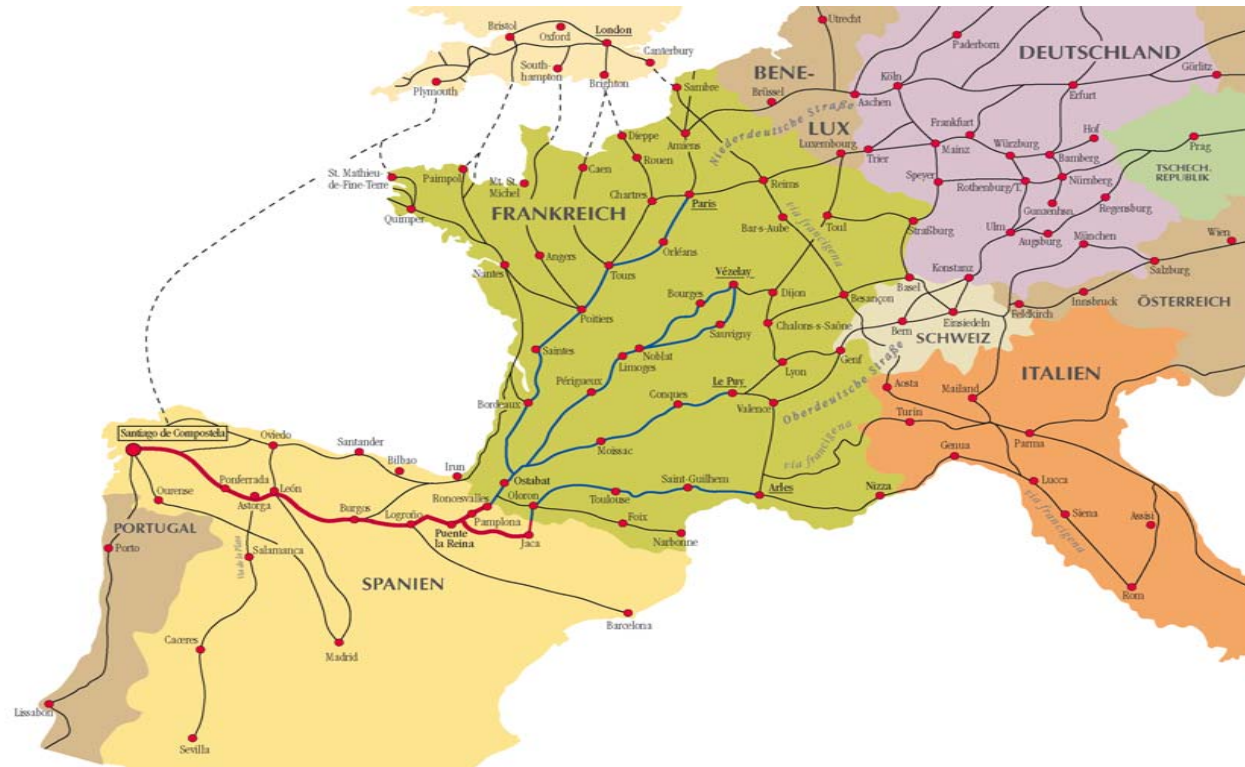 Utrecht
Bristol
Oxford
London
Paderborn
DEUTSCHLAND
South-
hampton
Canterbury
BENE-
Köln
Görlitz
Plymouth
Brighton
Sambre
Brüssel
Aachen
Erfurt
Niederdeutsche Straße
Dieppe
Amiens
LUX
Luxembourg
Frankfurt
Hof
Rouen
Trier
Mainz
Würzburg
Bamberg
Prag
St. Mathieu-
de-Fine-Terre
Paimpol
Mt. St.
Michel
Caen
Chartres
Reims
Speyer
Rothenburg/T.
Nürnberg
TSCHECH.
REPUBLIK
Quimper
FRANKREICH
Paris
via francigena
Bar-s-Aube
Toul
Straßburg
Gunzenhsn.
Regensburg
Ulm
Augsburg
München
Wien
Nantes
Angers
Tours
Orléans
Vézelay
Konstanz
Salzburg
Bourges
Dijon
Besançon
Basel
Innsbruck
ÖSTERREICH
Poitiers
Sauvigny
Chalons-s-Saône
Bern
Einsiedeln
Feldkirch
SCHWEIZ
Saintes
Noblat
Limoges
Lyon
Genf
ITALIEN
Périgueux
Le Puy
Oberdeutsche Straße
Aosta
Mailand
Bordeaux
Conques
Valence
Turin
Parma
Santiago de Compostela
Oviedo
Santander
Bilbao
Irun
Moissac
via francigena
Genua
Ourense
Ponferrada
Astorga
León
Burgos
Logroño
Roncesvalles
Ostabat
Oloron
Toulouse
Saint-Guilhem
Arles
Nizza
Lucca
via francigena
Siena
Assisi
PORTUGAL
Porto
Puente
la Reina
Pamplona
Jaca
Foix
Narbonne
Salamanca
SPANIEN
Rom
Barcelona
Caceres
Madrid
Lissabon
Sevilla